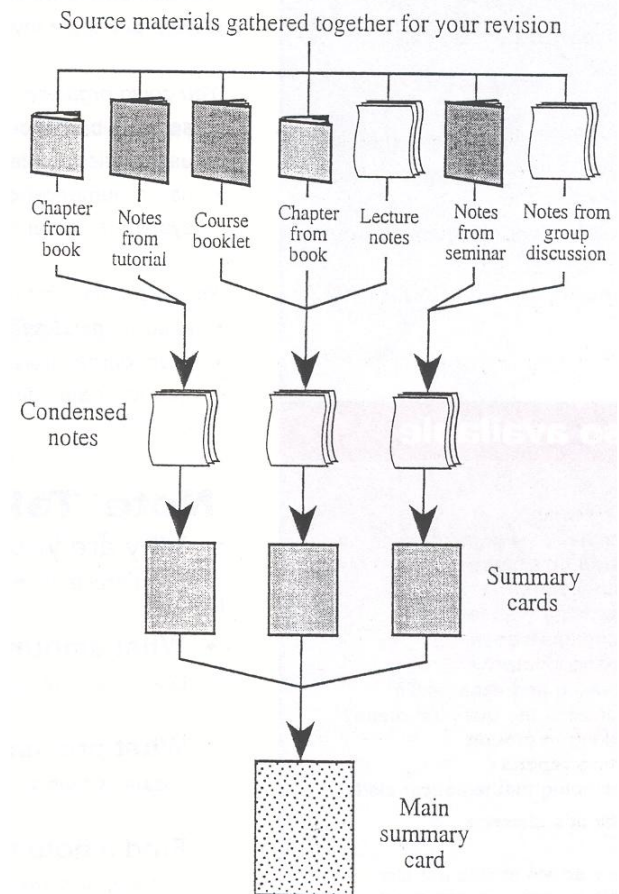 Source materials gathered together for your revision
Chapter
from
book
Notes
from
tutorial
Course
booklet
Chapter
from
book
Lecture
notes
Notes
from
seminar
Notes from
group
discussion
Condensed
notes
Summary
cards
Main
summary
card